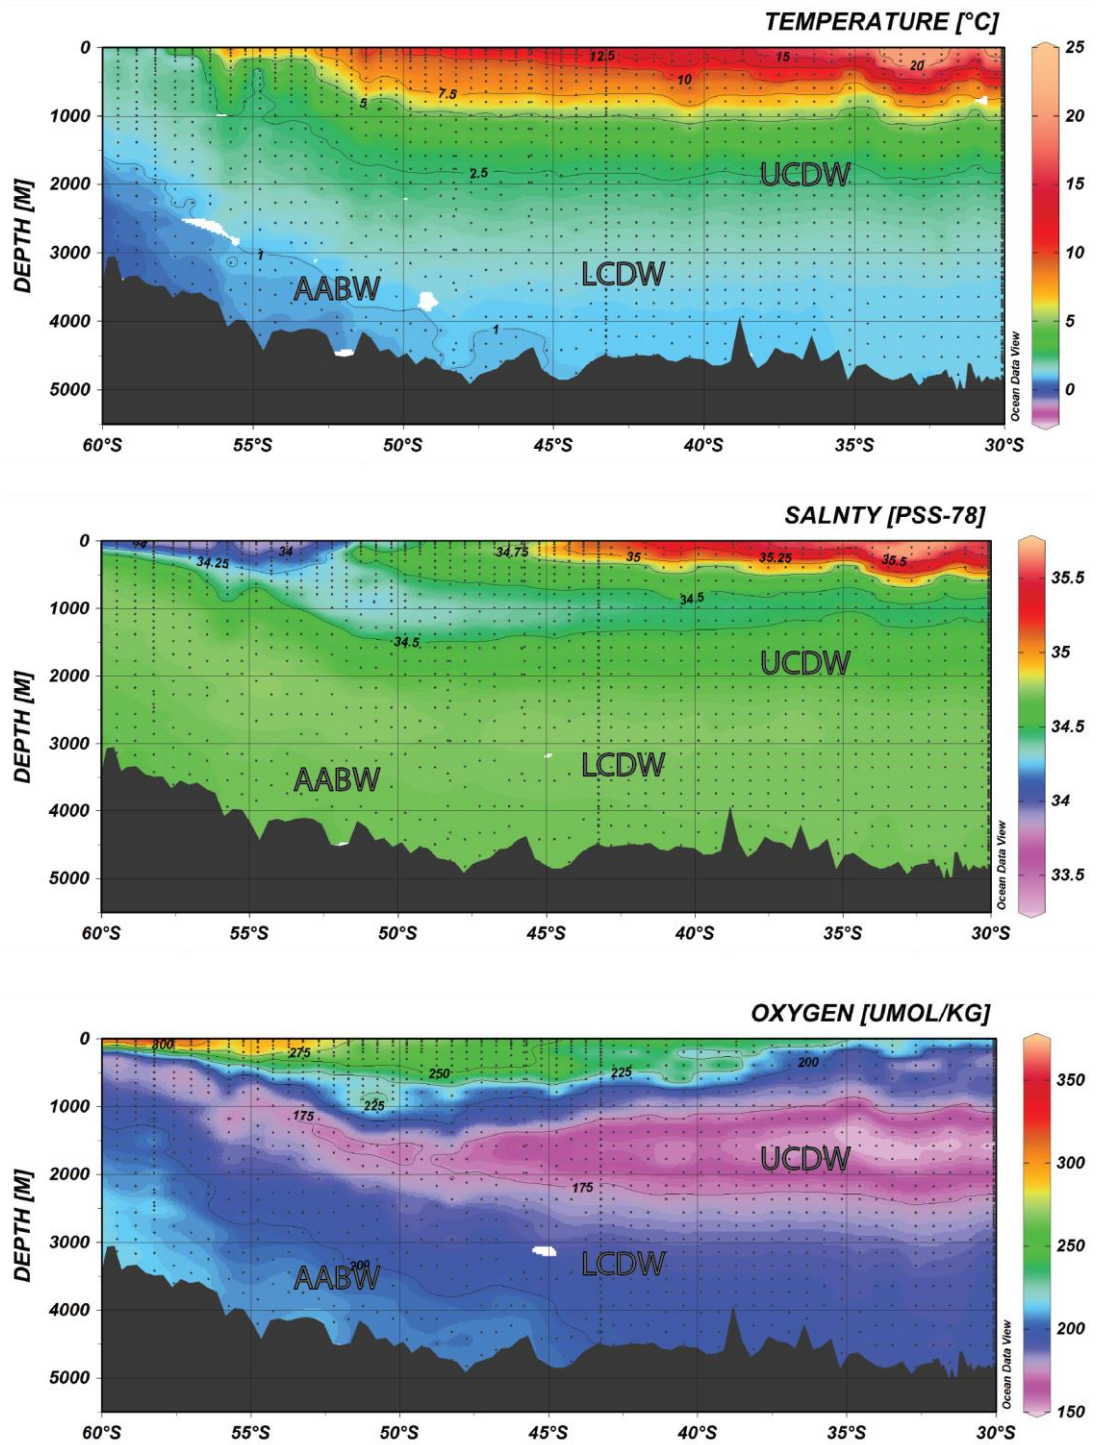 TEMPERATURE [°C]
0
1000
2000
3000
4000
5000
DEPTH [M]
12.5
15
20
10
7.5
5
2.5
1
1
UCDW
LCDW
AABW
Ocean Data View
25
20
15
10
5
0
60°S 55°S 50°S 45°S 40°S 35°S 30°S
SALNTY [PSS-78]
0
1000
2000
3000
4000
5000
DEPTH [M]
34
34.25
34
34.75
35
35.25
35.5
34.5
34.5
UCDW
LCDW
AABW
Ocean Data View
35.5
35
34.5
34
33.5
60°S 55°S 50°S 45°S 40°S 35°S 30°S
OXYGEN [UMOL/KG]
0
1000
2000
3000
4000
5000
DEPTH [M]
300
275
250
225
200
225
175
175
200
UCDW
LCDW
AABW
Ocean Data View
350
300
250
200
150
60°S 55°S 50°S 45°S 40°S 35°S 30°S